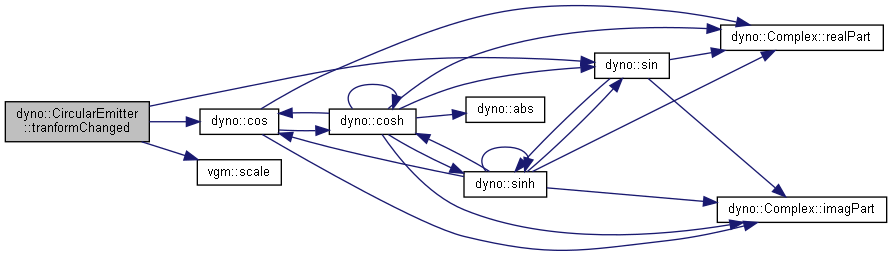 dyno::CircularEmitter
::tranformChanged
dyno::cos
vgm::scale
dyno::cosh
dyno::abs
dyno::sinh
dyno::sin
dyno::Complex::realPart
dyno::Complex::imagPart